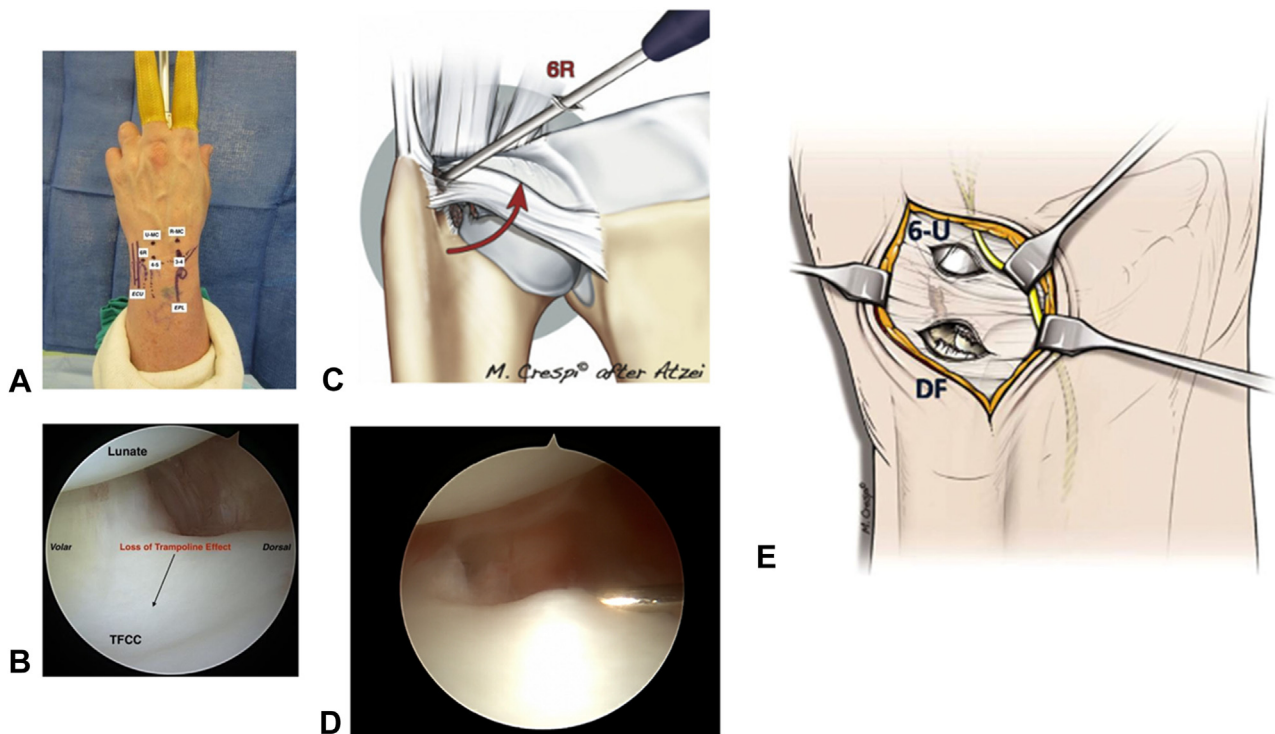 A
U-MC
R-MC
6R
4-5
3-4
ECU
EPL
B
Lunate
Volar
Loss of Trampoline Effect
Dorsal
TFCC
C
6R
M. Crespi© after Atzei
D
E
6-U
DF
M. Crespi©